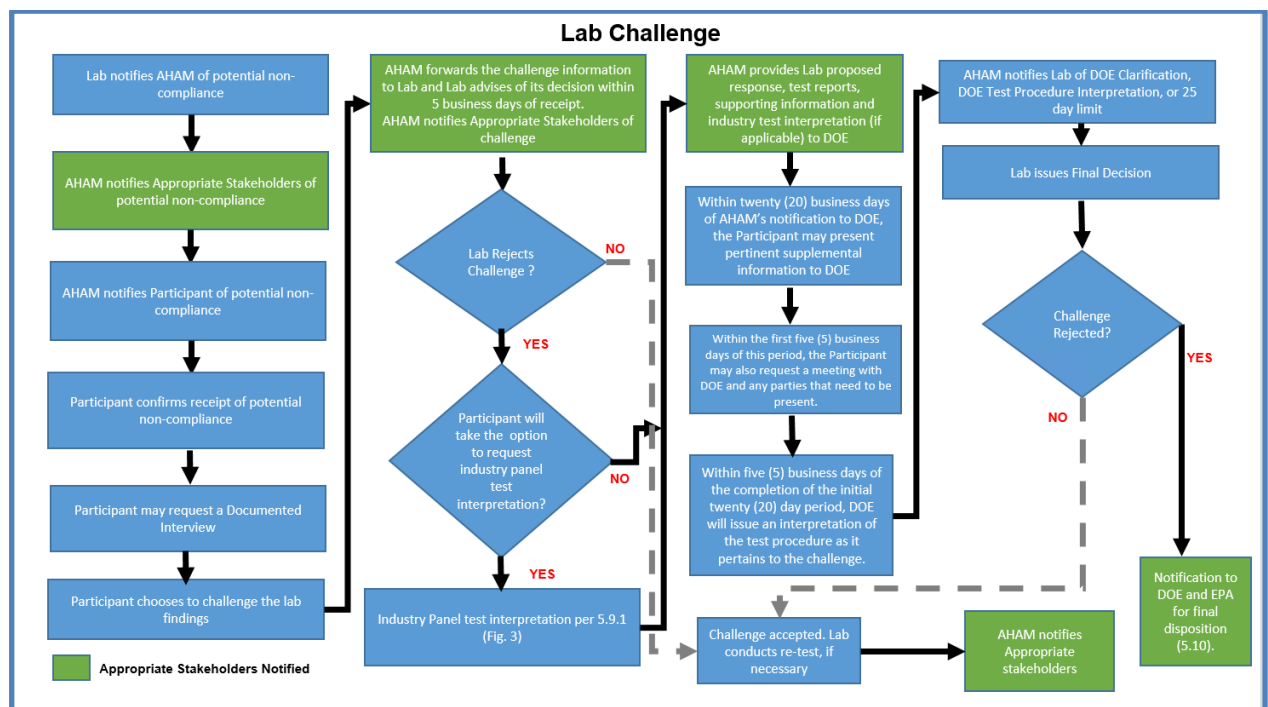 Lab Challenge
Lab notifies AHAM of potential non-
compliance
AHAM notifies Appropriate Stakeholders of
potential non-compliance
AHAM notifies Participant of potential non-
compliance
Participant confirms receipt of potential
non-compliance
Participant may request a Documented
Interview
Participant chooses to challenge the lab
findings
Appropriate Stakeholders Notified
AHAM forwards the challenge information
to Lab and Lab advises of its decision within
5 business days of receipt.
AHAM notifies Appropriate Stakeholders of
challenge
Lab Rejects
Challenge ?
NO
YES
Participant will
take the option
to request
industry panel
test
interpretation?
NO
YES
Industry Panel test interpretation per 5.9.1
(Fig. 3)
AHAM provides Lab proposed
response, test reports,
supporting information and
industry test interpretation (if
applicable) to DOE
Within twenty (20) business days
of AHAM's notification to DOE,
the Participant may present
pertinent supplemental
information to DOE
Within the first five (5) business
days of this period, the Participant
may also request a meeting with
DOE and any parties that need to be
present.
Within five (5) business days of
the completion of the initial
twenty (20) day period, DOE
will issue an interpretation of
the test procedure as it
pertains to the challenge.
AHAM notifies Lab of DOE Clarification,
DOE Test Procedure Interpretation, or 25
day limit
Lab issues Final Decision
Challenge
Rejected?
YES
NO
Notification to
DOE and EPA
for final
disposition
(5.10).
Challenge accepted. Lab
conducts re-test, if
necessary
AHAM notifies
Appropriate
stakeholders